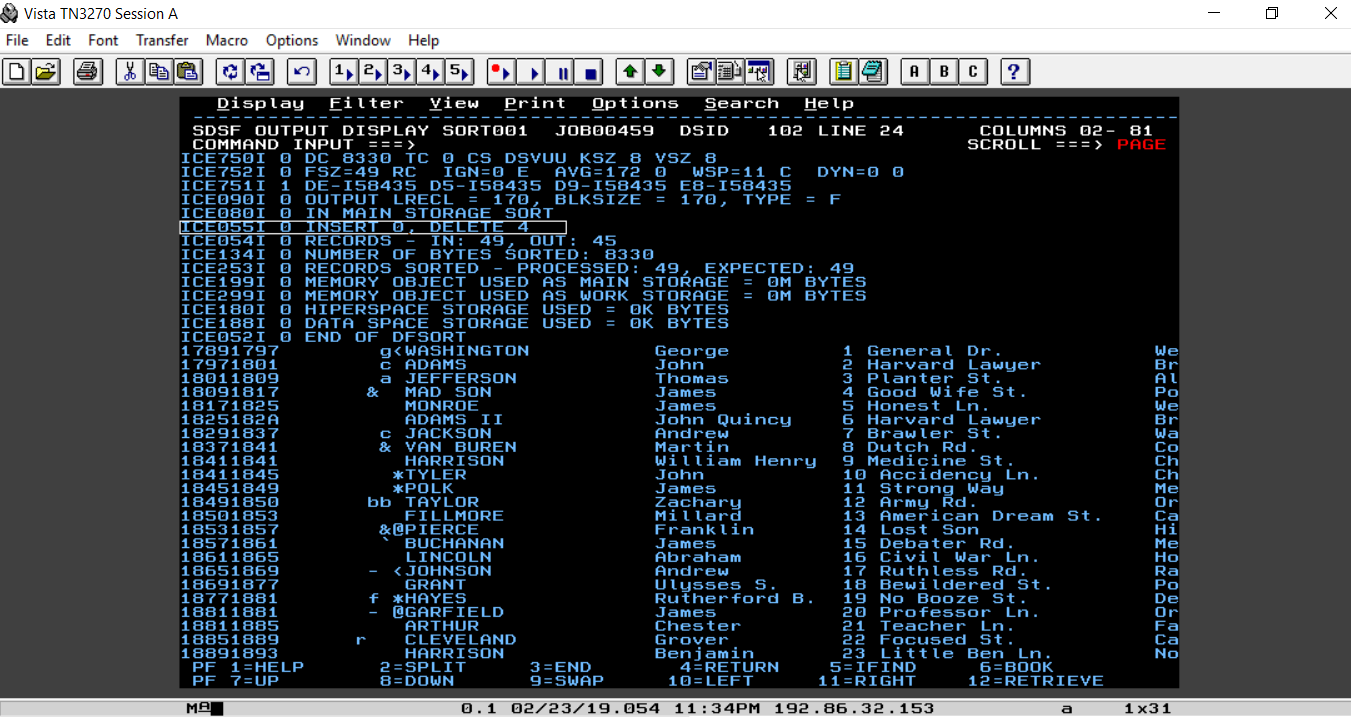 Vista TN3270 Session A
File Edit Font Transfer Macro Options Window Help
1 2 3 4 5 A B C ?
Display Filter View Print Options Search Help
SDSF OUTPUT DISPLAY SORT001 JOB00459 DSID 102 LINE 24 COLUMNS 02- 81
COMMAND INPUT ===> SCROLL ===> PAGE
ICE750I 0 DC 8330 TC 0 CS DSVUU KSZ 8 VSZ 8
ICE752I 0 FSZ=49 RC IGN=0 E AVG=172 0 WSP=11 C DYN=0 0
ICE751I 1 DE-I58435 D5-I58435 D9-I58435 E8-I58435
ICE090I 0 OUTPUT LRECL = 170, BLKSIZE = 170, TYPE = F
ICE080I 0 IN MAIN STORAGE SORT
ICE055I 0 INSERT 0, DELETE 4
ICE054I 0 RECORDS - IN: 49, OUT: 45
ICE134I 0 NUMBER OF BYTES SORTED: 8330
ICE253I 0 RECORDS SORTED - PROCESSED: 49, EXPECTED: 49
ICE199I 0 MEMORY OBJECT USED AS MAIN STORAGE = 0M BYTES
ICE299I 0 MEMORY OBJECT USED AS WORK STORAGE = 0M BYTES
ICE180I 0 HIPERSPACE STORAGE USED = 0K BYTES
ICE188I 0 DATA SPACE STORAGE USED = 0K BYTES
ICE052I 0 END OF DFSORT
17891797 g<WASHINGTON George 1 General Dr. We
17971801 c ADAMS John 2 Harvard Lawyer Br
18011809 a JEFFERSON Thomas 3 Planter St. Al
18091817 & MAD SON James 4 Good Wife St. Po
18171825 MONROE James 5 Honest Ln. We
1825182A ADAMS II John Quincy 6 Harvard Lawyer Br
18291837 c JACKSON Andrew 7 Brawler St. Wa
18371841 & VAN BUREN Martin 8 Dutch Rd. Co
18411841 HARRISON William Henry 9 Medicine St. Ch
18411845 *TYLER John 10 Accidency Ln. Ch
18451849 *POLK James 11 Strong Way Me
18491850 bb TAYLOR Zachary 12 Army Rd. Or
18501853 FILLMORE Millard 13 American Dream St. Ca
18531857 &@PIERCE Franklin 14 Lost Son Hi
18571861 ` BUCHANAN James 15 Debater Rd. Me
18611865 LINCOLN Abraham 16 Civil War Ln. Ho
18651869 - <JOHNSON Andrew 17 Ruthless Rd. Ra
18691877 GRANT Ulysses S. 18 Bewildered St. Po
18771881 f *HAYES Rutherford B. 19 No Booze St. De
18811881 - @GARFIELD James 20 Professor Ln. Or
18811885 ARTHUR Chester 21 Teacher Ln. Fa
18851889 r CLEVELAND Grover 22 Focused St. Ca
18891893 HARRISON Benjamin 23 Little Ben Ln. No
PF 1=HELP 2=SPLIT 3=END 4=RETURN 5=IFIND 6=BOOK
PF 7=UP 8=DOWN 9=SWAP 10=LEFT 11=RIGHT 12=RETRIEVE
MA 0.1 02/23/19.054 11:34PM 192.86.32.153 a 1x31